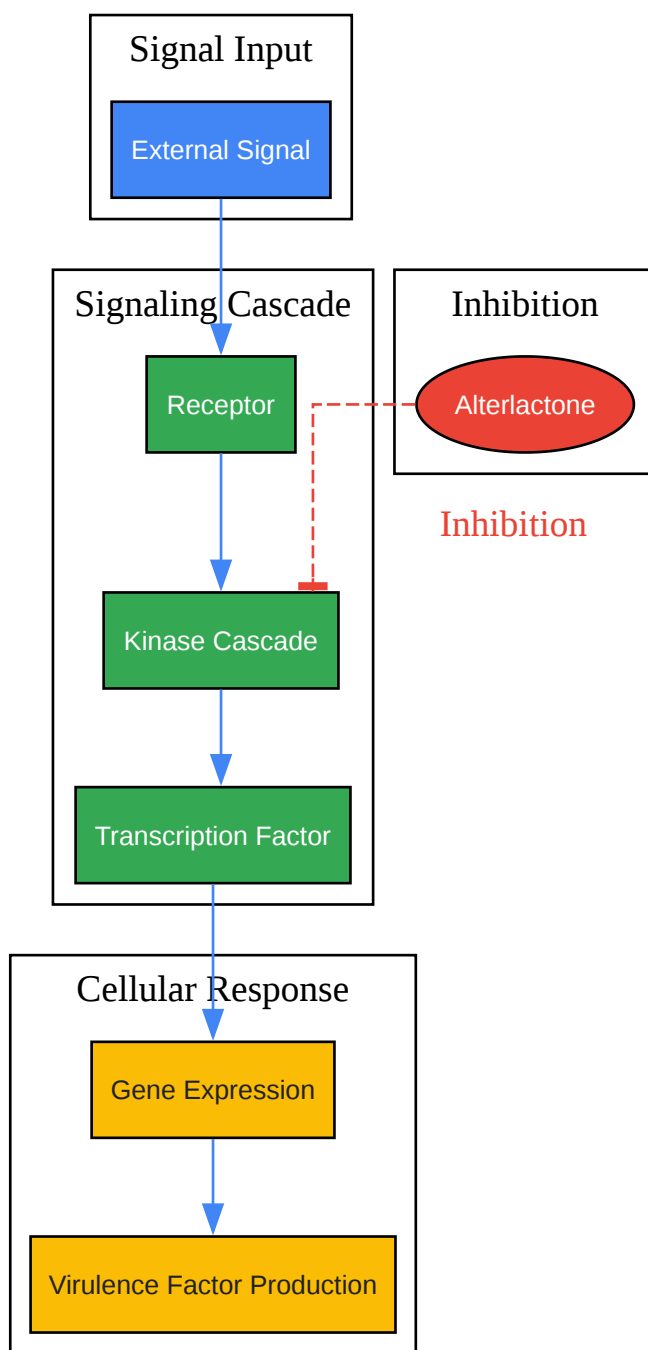 Signal Input
External Signal
Signaling Cascade
Inhibition
Receptor
Alterlactone
Inhibition
Kinase Cascade
Transcription Factor
Cellular Response
Gene Expression
Virulence Factor Production